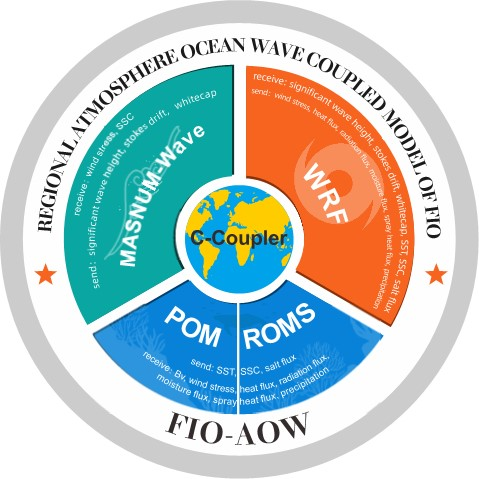 REGIONAL ATMOSPHERE OCEAN WAVE COUPLED MODEL OF FIO
receive: wind stress, SSC
send: significant wave height, stokes drift, whitecap
MASNUM-Wave
receive: significant wave height, stokes drift, whitecap, SST, SSC, salt flux
send: wind stress, heat flux, radiation flux, moisture flux, spray heat flux, precipitation
WRF
C-Coupler
POM
ROMS
send: SST, SSC, salt flux
receive: Bv, wind stress, heat flux, radiation flux,
moisture flux, spray heat flux, precipitation
FIO-AOW